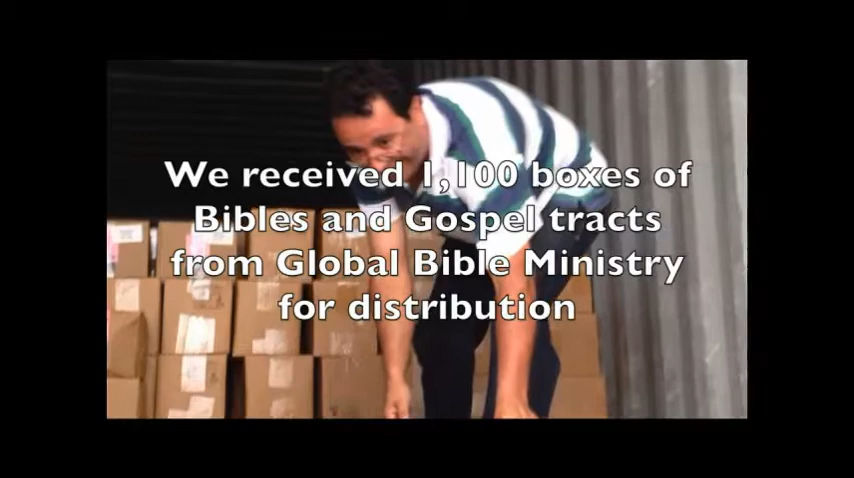 We received 1,100 boxes of
Bibles and Gospel tracts
from Global Bible Ministry
for distribution